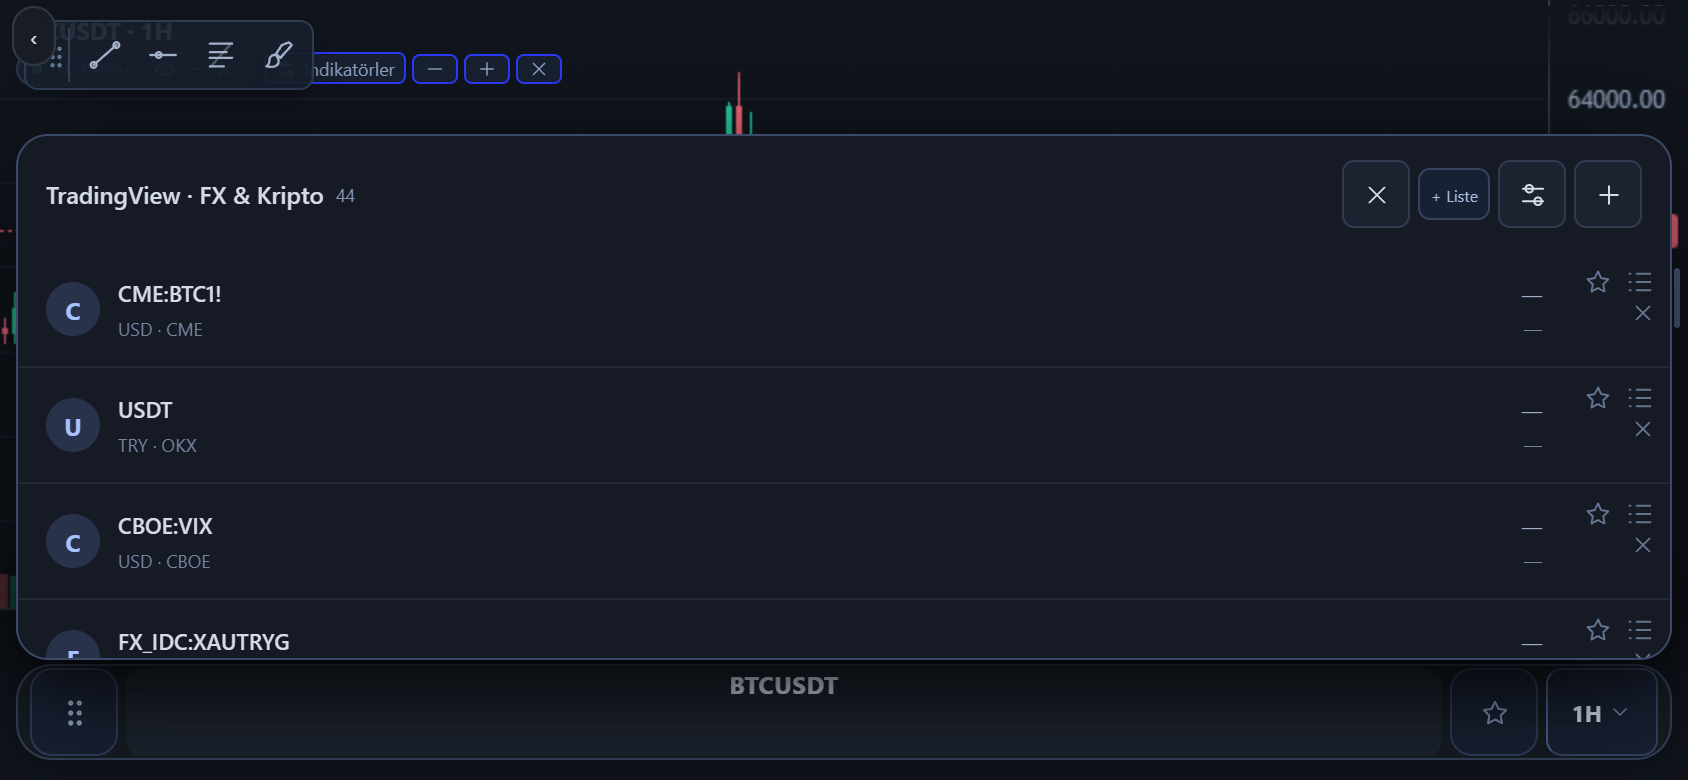 USDT · 1H
66000.00
İndikatörler
64000.00
TradingView · FX & Kripto 44
+ Liste
C
CME:BTC1!
USD · CME
—
—
U
USDT
TRY · OKX
—
—
C
CBOE:VIX
USD · CBOE
—
—
F
FX_IDC:XAUTRYG
—
BTCUSDT
1H